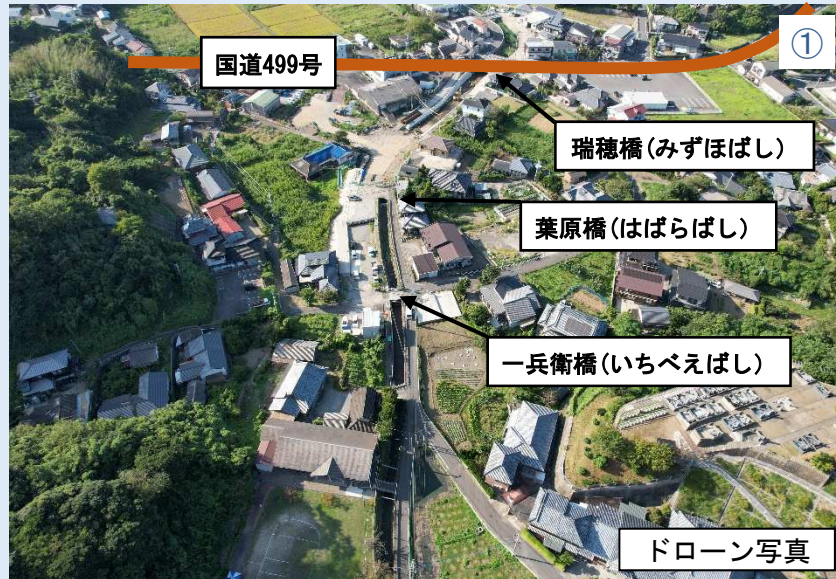 ①
国道499号
瑞穂橋(みずほばし)
葉原橋(はばらばし)
一兵衛橋(いちべえばし)
ドローン写真